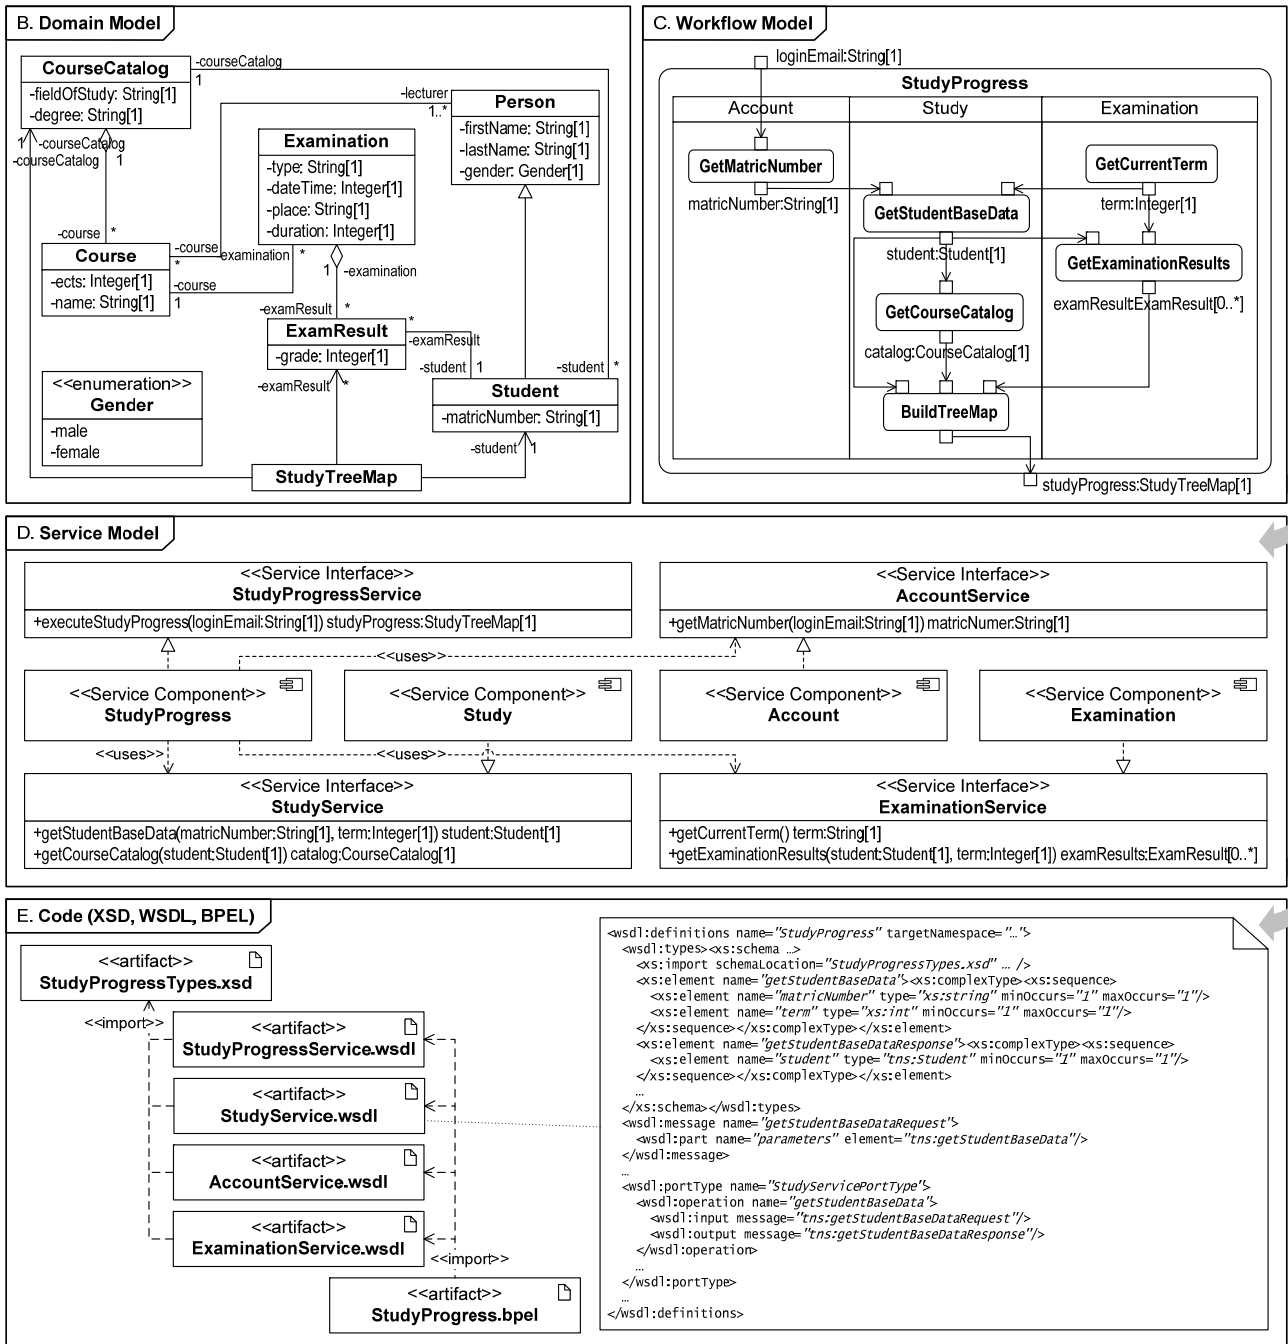 B. Domain Model
CourseCatalog
-fieldOfStudy: String[1]
-degree: String[1]
-courseCatalog
1
-lecturer
1..*
Person
-firstName: String[1]
-lastName: String[1]
-gender: Gender[1]
Examination
-type: String[1]
-dateTime: Integer[1]
-place: String[1]
-duration: Integer[1]
1
-courseCatalog
-courseCatalog
1
-course
*
Course
-ects: Integer[1]
-name: String[1]
-course
*
-examination
*
-course
1
1
-examination
-examResult
*
ExamResult
-grade: Integer[1]
*
-examResult
-student
1
-student
*
-examResult
*
<<enumeration>>
Gender
-male
-female
Student
-matricNumber: String[1]
-student
1
StudyTreeMap
C. Workflow Model
loginEmail:String[1]
StudyProgress
Account
Study
Examination
GetMatricNumber
GetCurrentTerm
matricNumber:String[1]
GetStudentBaseData
term:Integer[1]
student:Student[1]
GetExaminationResults
GetCourseCatalog
examResult:ExamResult[0..*]
catalog:CourseCatalog[1]
BuildTreeMap
studyProgress:StudyTreeMap[1]
D. Service Model
<<Service Interface>>
StudyProgressService
+executeStudyProgress(loginEmail:String[1]) studyProgress:StudyTreeMap[1]
<<Service Interface>>
AccountService
+getMatricNumber(loginEmail:String[1]) matricNumer:String[1]
<<uses>>
<<Service Component>>
StudyProgress
<<Service Component>>
Study
<<Service Component>>
Account
<<Service Component>>
Examination
<<uses>>
<<uses>>
<<Service Interface>>
StudyService
+getStudentBaseData(matricNumber:String[1], term:Integer[1]) student:Student[1]
+getCourseCatalog(student:Student[1]) catalog:CourseCatalog[1]
<<Service Interface>>
ExaminationService
+getCurrentTerm() term:String[1]
+getExaminationResults(student:Student[1], term:Integer[1]) examResults:ExamResult[0..*]
E. Code (XSD, WSDL, BPEL)
<<artifact>>
StudyProgressTypes.xsd
<<import>>
<<artifact>>
StudyProgressService.wsdl
<<artifact>>
StudyService.wsdl
<<artifact>>
AccountService.wsdl
<<artifact>>
ExaminationService.wsdl
<<import>>
<<artifact>>
StudyProgress.bpel
<wsdl:definitions name="StudyProgress" targetNamespace="…">
<wsdl:types><xs:schema …>
<xs:import schemaLocation="StudyProgressTypes.xsd" … />
<xs:element name="getStudentBaseData"><xs:complexType><xs:sequence>
<xs:element name="matricNumber" type="xs:string" minOccurs="1" maxOccurs="1"/>
<xs:element name="term" type="xs:int" minOccurs="1" maxOccurs="1"/>
</xs:sequence></xs:complexType></xs:element>
<xs:element name="getStudentBaseDataResponse"><xs:complexType><xs:sequence>
<xs:element name="student" type="tns:Student" minOccurs="1" maxOccurs="1"/>
</xs:sequence></xs:complexType></xs:element>
…
</xs:schema></wsdl:types>
<wsdl:message name="getStudentBaseDataRequest">
<wsdl:part name="parameters" element="tns:getStudentBaseData"/>
</wsdl:message>
…
<wsdl:portType name="StudyServicePortType">
<wsdl:operation name="getStudentBaseData">
<wsdl:input message="tns:getStudentBaseDataRequest"/>
<wsdl:output message="tns:getStudentBaseDataResponse"/>
</wsdl:operation>
…
</wsdl:portType>
…
</wsdl:definitions>